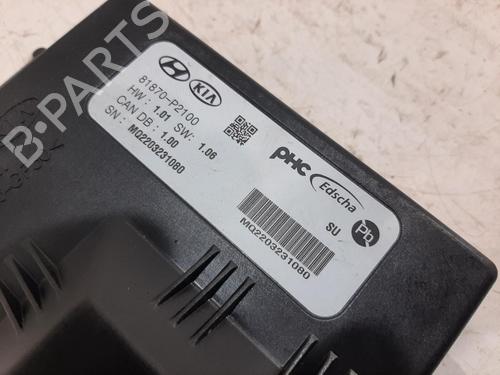 B-PARTS
KIA
81870-P2100
HW : 1.01 SW: 1.06
CAN DB : 1.00
SN : MQ2203231080
PHC Edscha
MQ2203231080
SU
Pb